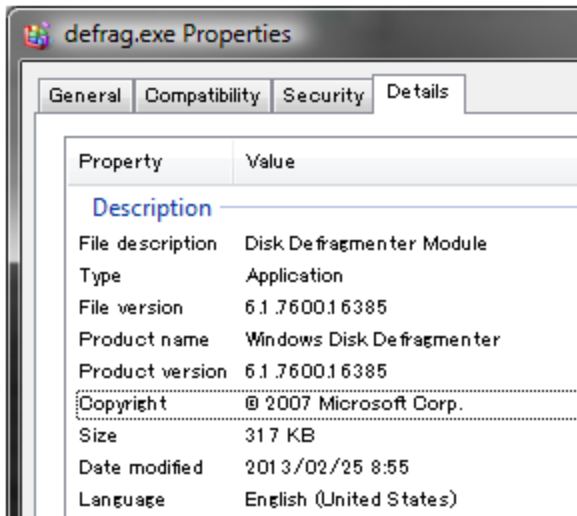 defrag.exe Properties
General Compatibility Security Details
Property Value
Description
File description Disk Defragmenter Module
Type Application
File version 6.1.7600.16385
Product name Windows Disk Defragmenter
Product version 6.1.7600.16385
Copyright © 2007 Microsoft Corp.
Size 317 KB
Date modified 2013/02/25 8:55
Language English (United States)